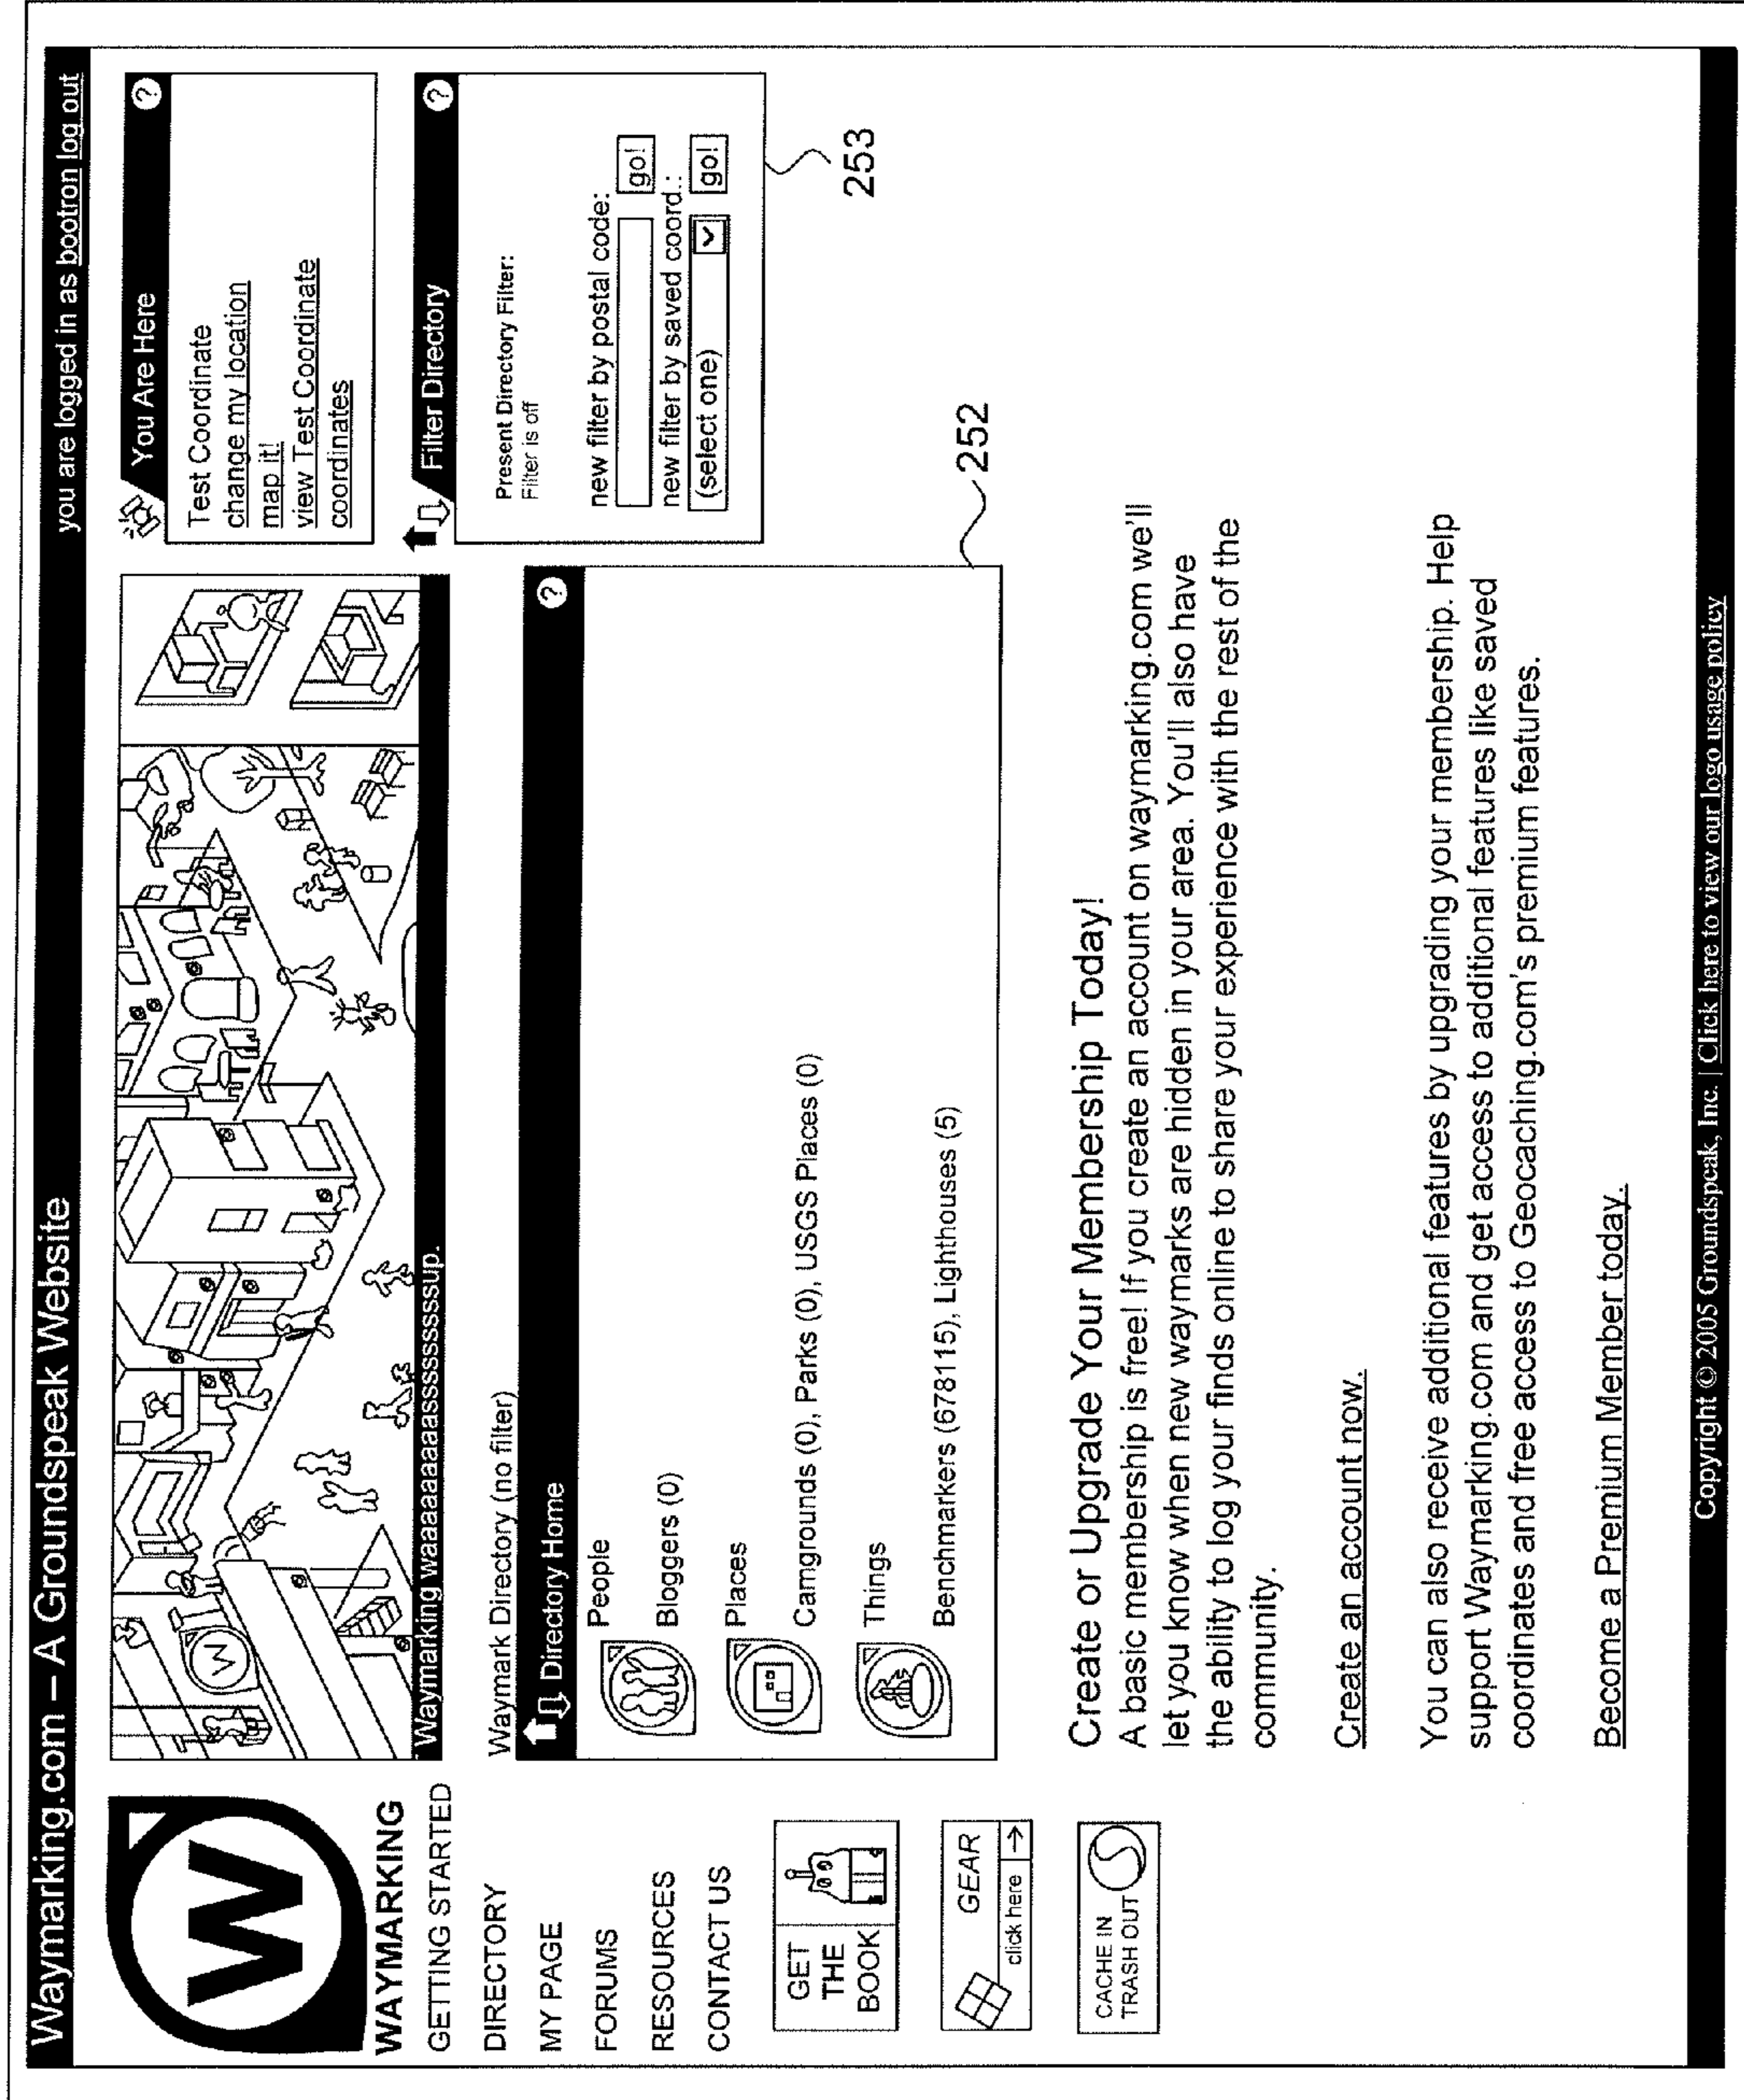 Waymarking.com – A Groundspeak Website
you are logged in as bootron log out
W
WAYMARKING
GETTING STARTED
DIRECTORY
MY PAGE
FORUMS
RESOURCES
CONTACT US
GET
THE
BOOK
GEAR
click here →
CACHE IN
TRASH OUT
W
Waymarking waaaaaaaaaassssssssssup.
Waymark Directory (no filter)
Directory Home ?
People
Bloggers (0)
Places
Camgrounds (0), Parks (0), USGS Places (0)
Things
Benchmarkers (678115), Lighthouses (5)
252
You Are Here ?
Test Coordinate
change my location
map it!
view Test Coordinate
coordinates
Filter Directory ?
Present Directory Filter:
Filter is off
new filter by postal code:
go!
new filter by saved coord.:
(select one) go!
253
Create or Upgrade Your Membership Today!
A basic membership is free! If you create an account on waymarking.com we'll
let you know when new waymarks are hidden in your area. You'll also have
the ability to log your finds online to share your experience with the rest of the
community.
Create an account now.
You can also receive additional features by upgrading your membership. Help
support Waymarking.com and get access to additional features like saved
coordinates and free access to Geocaching.com's premium features.
Become a Premium Member today.
Copyright © 2005 Groundspeak, Inc. | Click here to view our logo usage policy